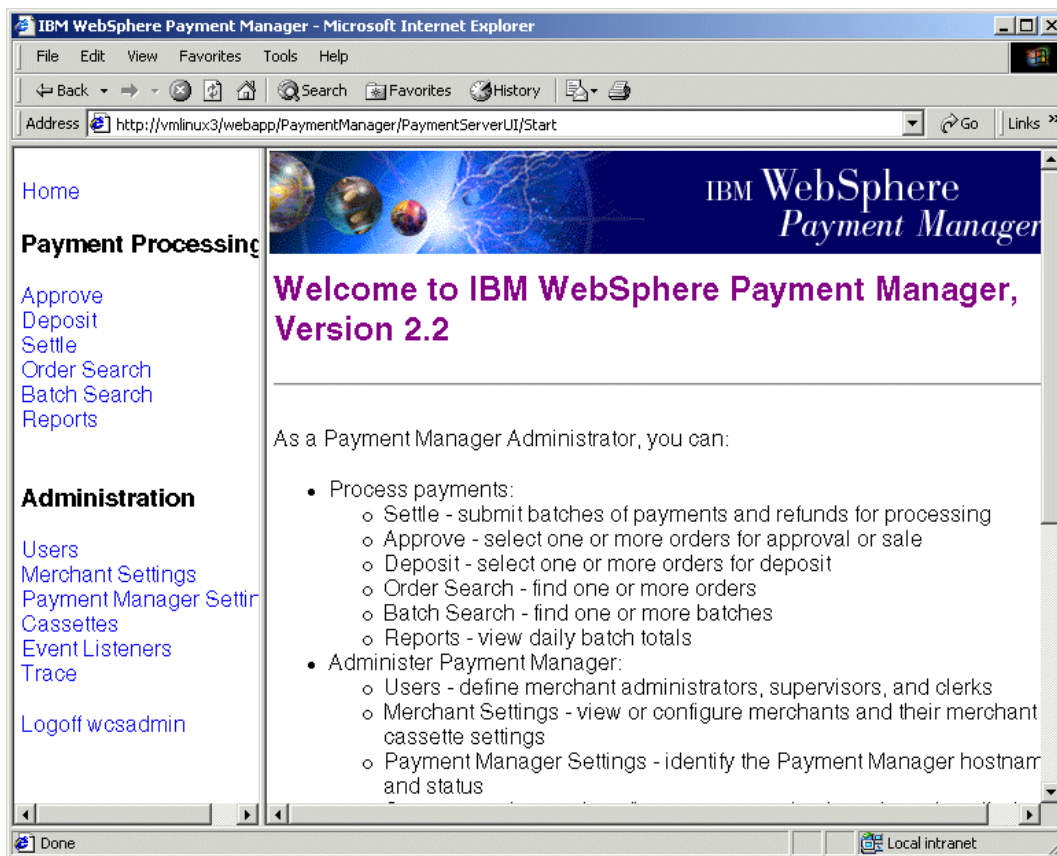 IBM WebSphere Payment Manager - Microsoft Internet Explorer
File Edit View Favorites Tools Help
Back Search Favorites History
Address http://vmlinux3/webapp/PaymentManager/PaymentServerUI/Start Go Links »
Home
Payment Processing
Approve
Deposit
Settle
Order Search
Batch Search
Reports
Administration
Users
Merchant Settings
Payment Manager Settin
Cassettes
Event Listeners
Trace
Logoff wcsadmin
IBM WebSphere
Payment Manager
Welcome to IBM WebSphere Payment Manager,
Version 2.2
As a Payment Manager Administrator, you can:
• Process payments:
o Settle - submit batches of payments and refunds for processing
o Approve - select one or more orders for approval or sale
o Deposit - select one or more orders for deposit
o Order Search - find one or more orders
o Batch Search - find one or more batches
o Reports - view daily batch totals
• Administer Payment Manager:
o Users - define merchant administrators, supervisors, and clerks
o Merchant Settings - view or configure merchants and their merchant
cassette settings
o Payment Manager Settings - identify the Payment Manager hostnam
and status
Done Local intranet